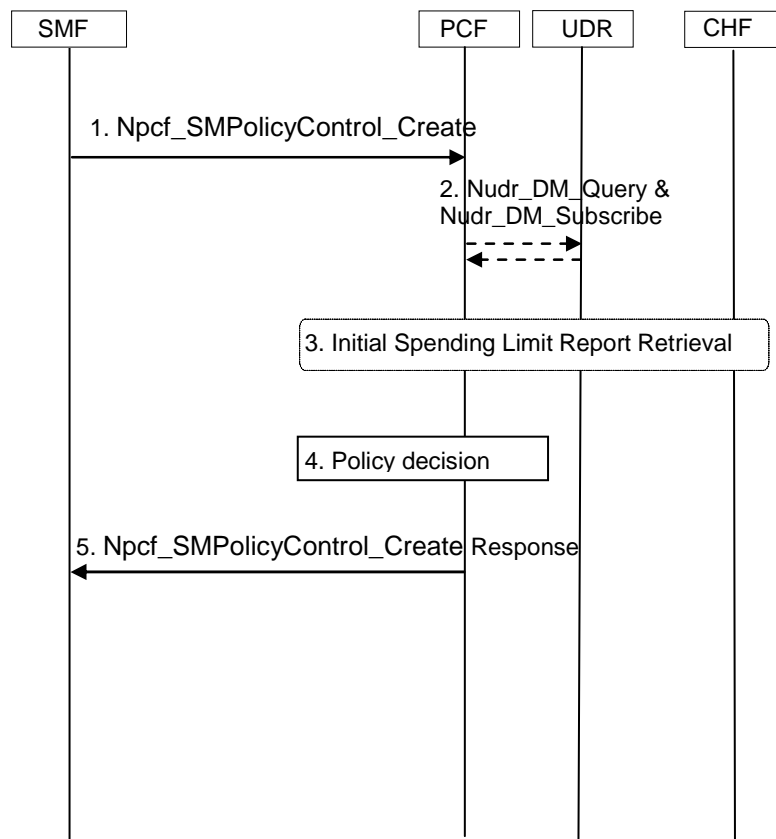 SMF
PCF
UDR
CHF
1. Npcf_SMPolicyControl_Create
2. Nudr_DM_Query &
Nudr_DM_Subscribe
3. Initial Spending Limit Report Retrieval
4. Policy decision
5. Npcf_SMPolicyControl_Create Response